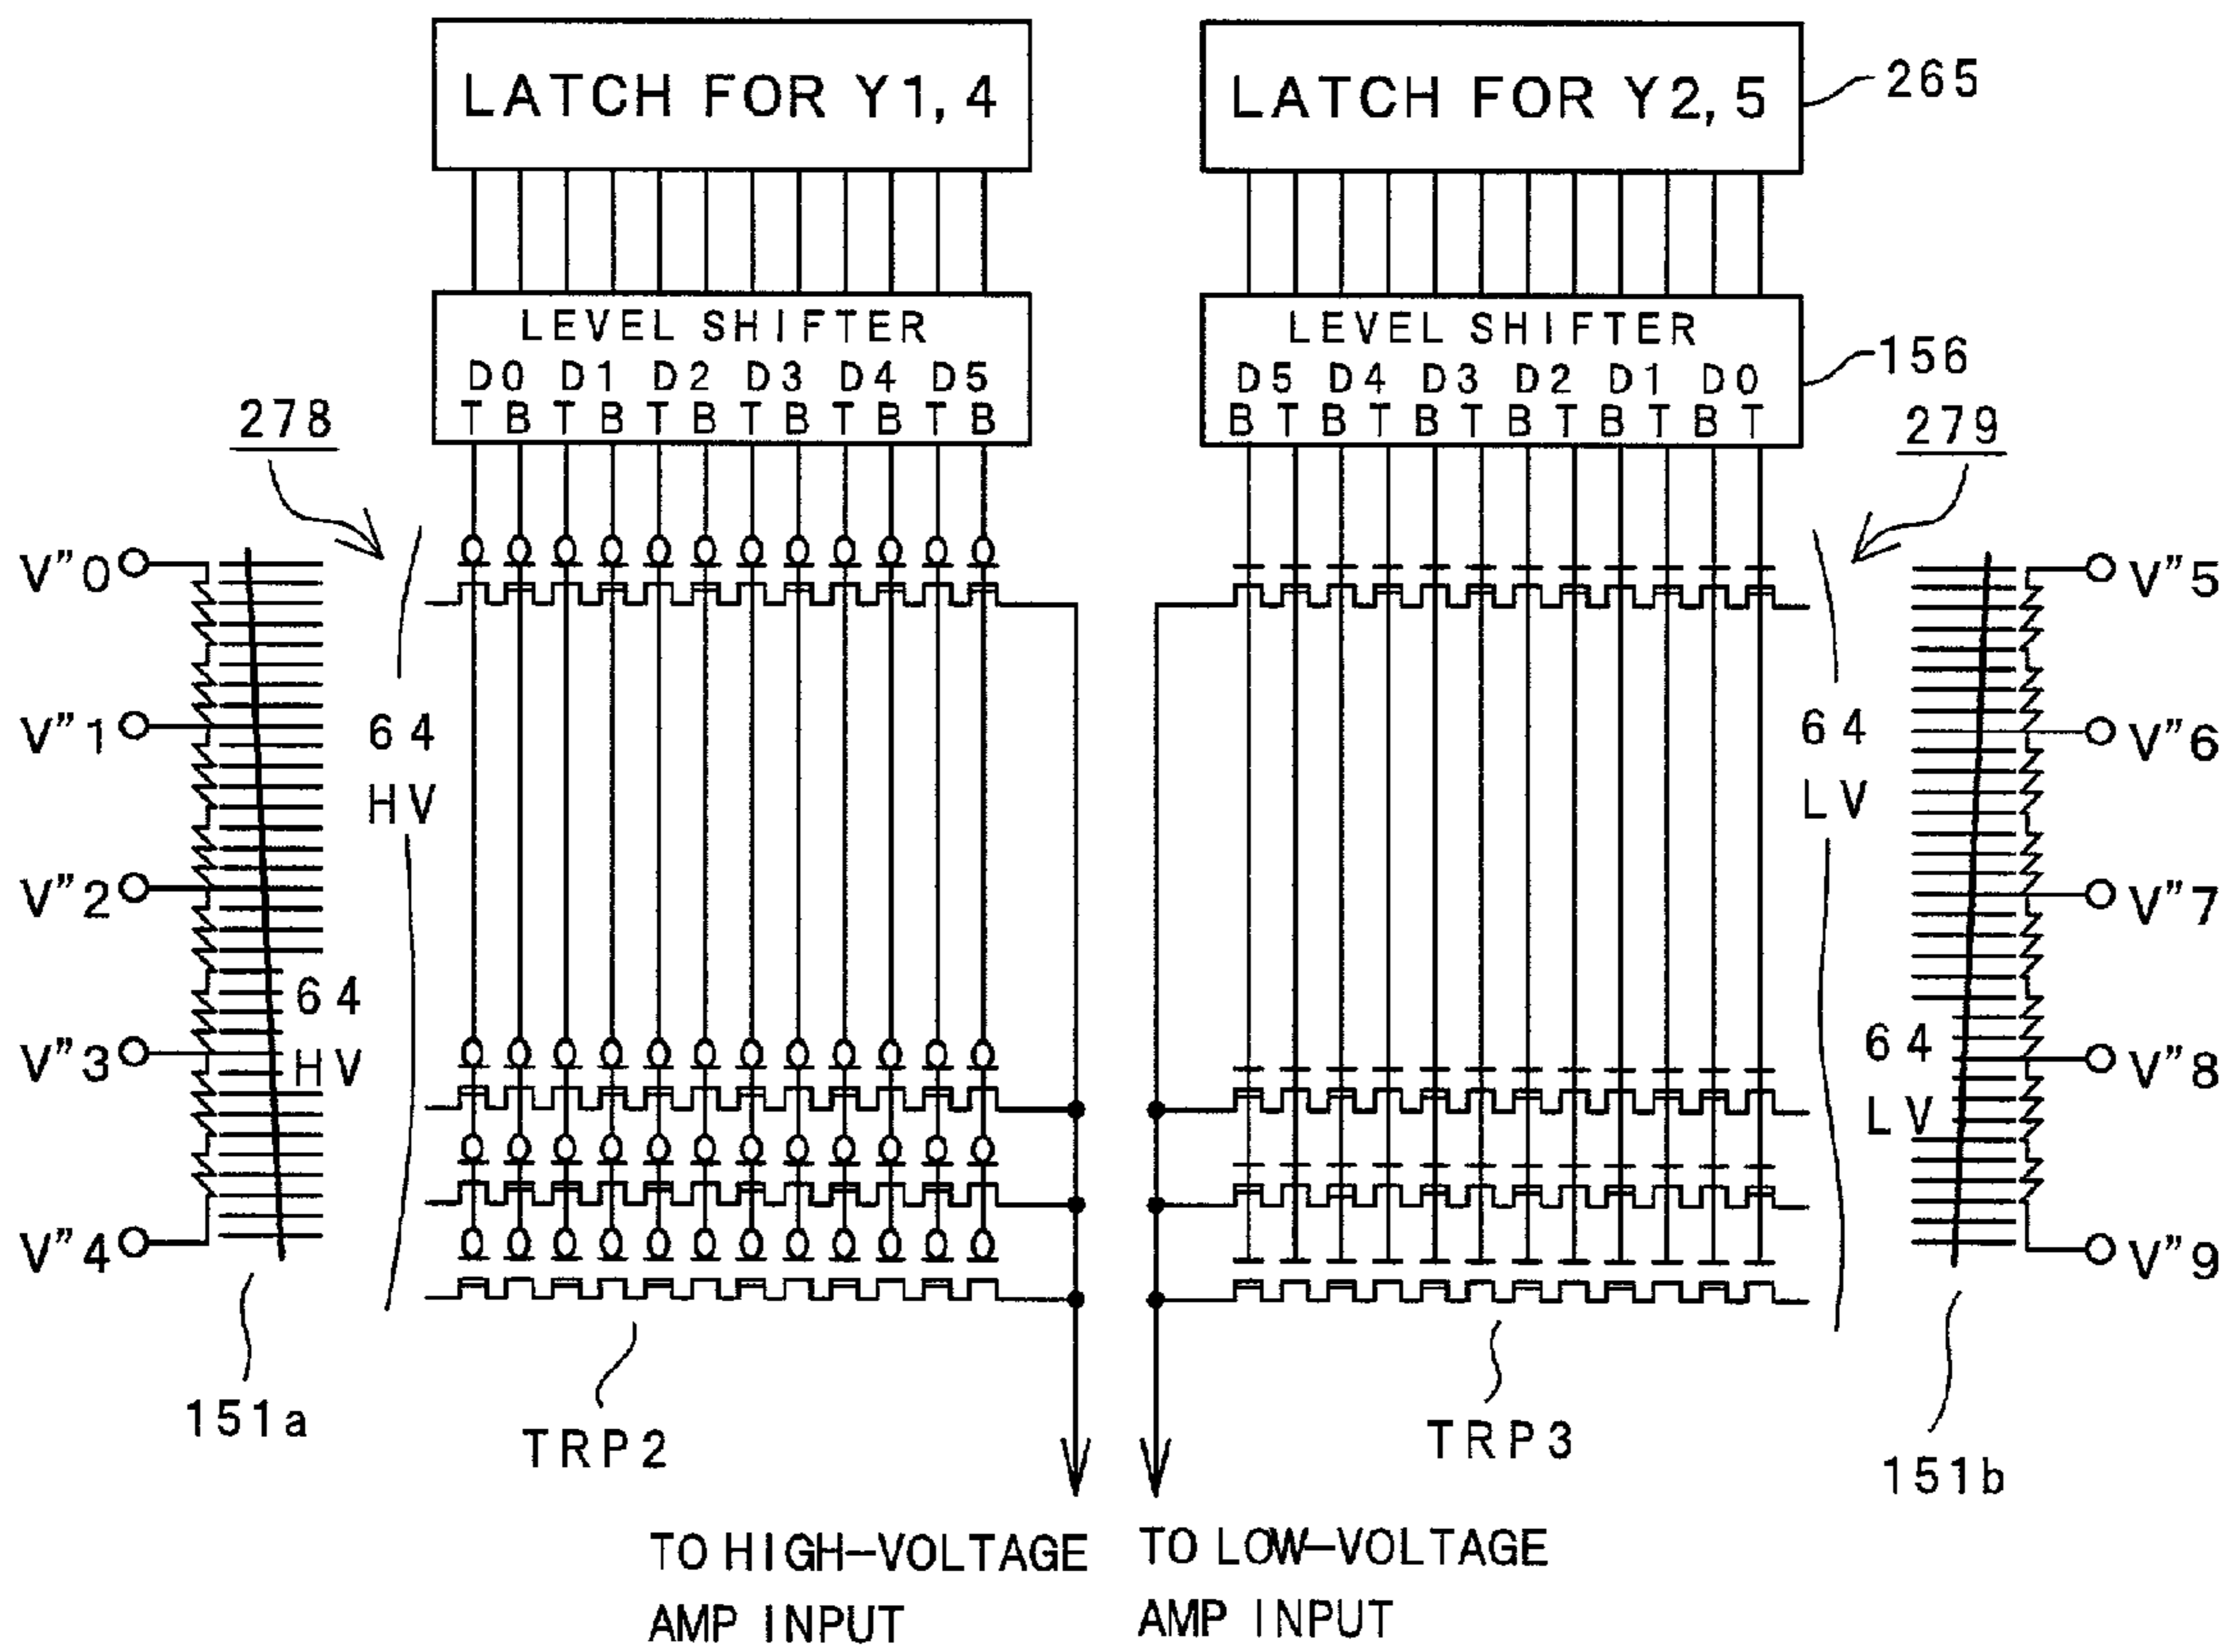 LATCH FOR Y1, 4
LATCH FOR Y2, 5
265
LEVEL SHIFTER
D0 D1 D2 D3 D4 D5
T B T B T B T B T B T B
LEVEL SHIFTER
D5 D4 D3 D2 D1 D0
B T B T B T B T B T B T
156
278
279
V"0
V"1
V"2
V"3
V"4
64
HV
64
HV
64
LV
64
LV
V"5
V"6
V"7
V"8
V"9
151a
TRP2
TRP3
151b
TO HIGH-VOLTAGE
AMP INPUT
TO LOW-VOLTAGE
AMP INPUT